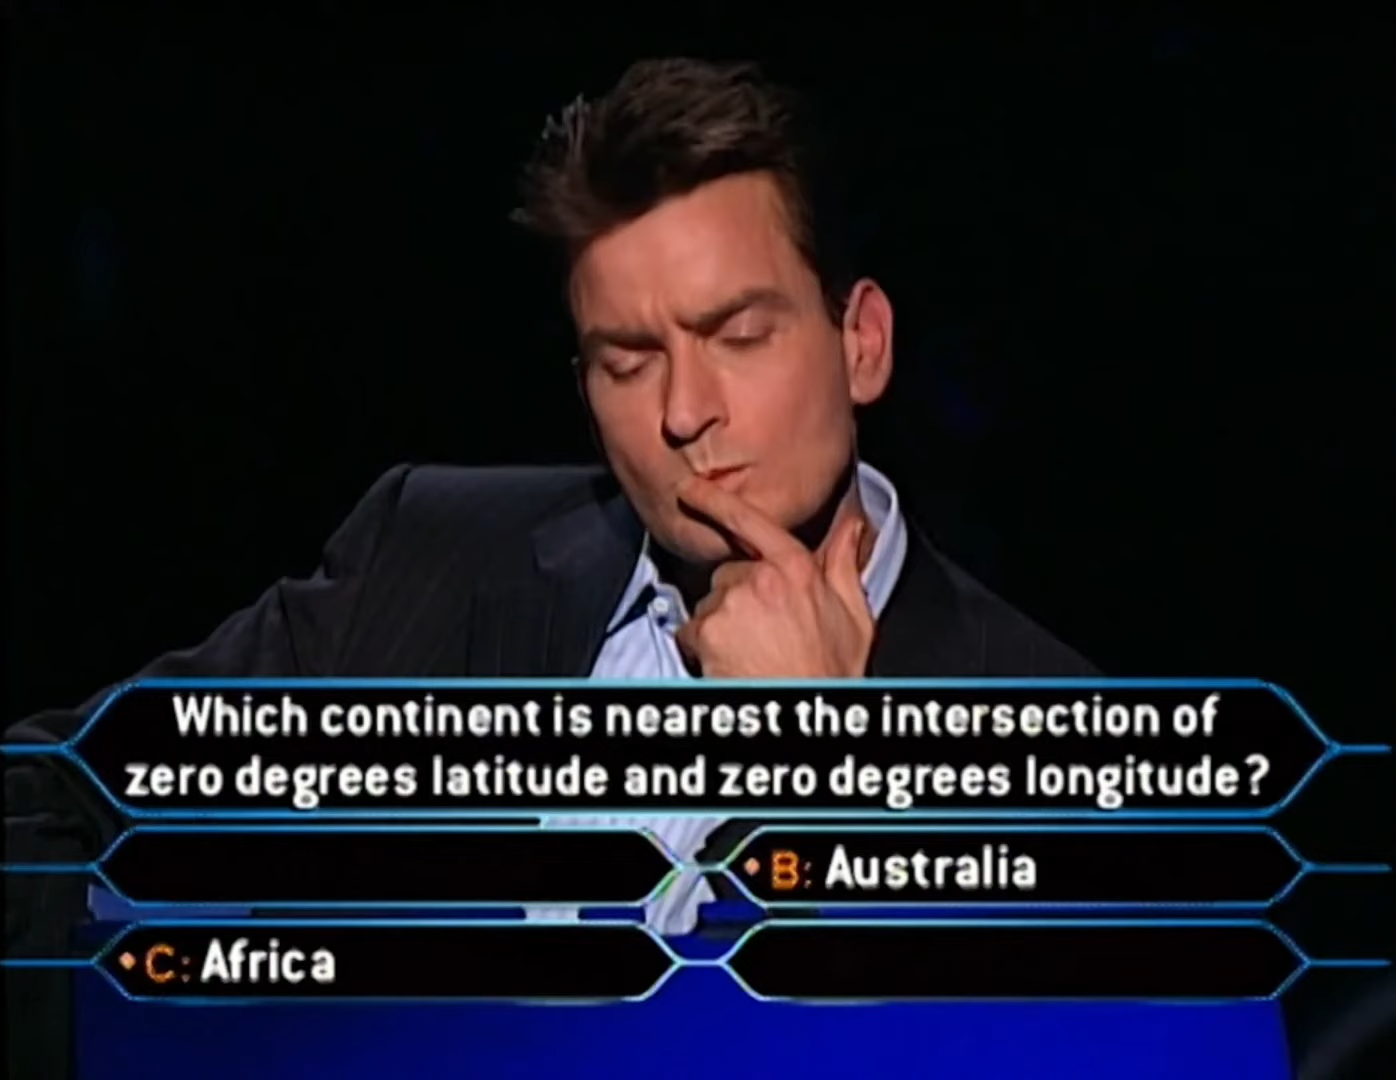 Which continent is nearest the intersection of
zero degrees latitude and zero degrees longitude?
B: Australia
C: Africa